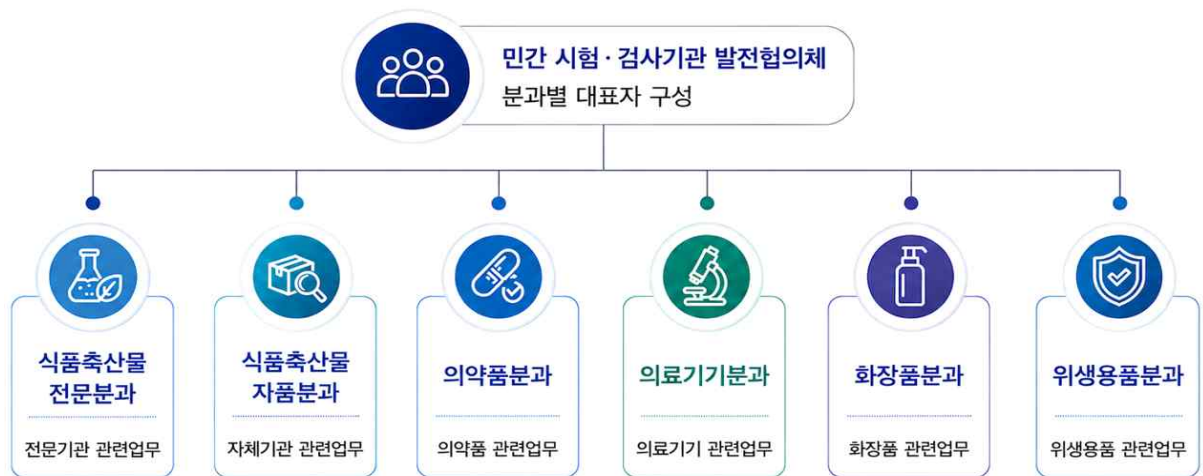 민간 시험·검사기관 발전협의체
분과별 대표자 구성
식품축산물
전문분과
전문기관 관련업무
식품축산물
자품분과
자체기관 관련업무
의약품분과
의약품 관련업무
의료기기분과
의료기기 관련업무
화장품분과
화장품 관련업무
위생용품분과
위생용품 관련업무